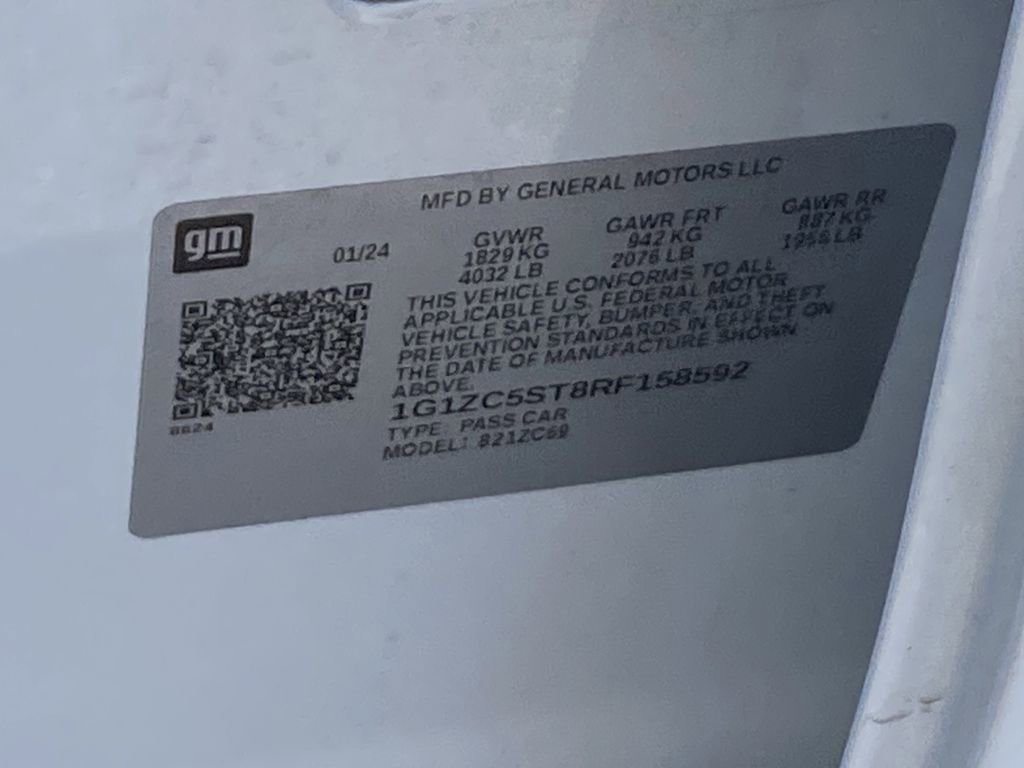 MFD BY GENERAL MOTORS LLC
gm
01/24
GVWR
1829 KG
4032 LB
GAWR FRT
942 KG
2076 LB
GAWR RR
887 KG
1956 LB
THIS VEHICLE CONFORMS TO ALL
APPLICABLE U.S. FEDERAL MOTOR
VEHICLE SAFETY, BUMPER, AND THEFT
PREVENTION STANDARDS IN EFFECT ON
THE DATE OF MANUFACTURE SHOWN
ABOVE.
1G1ZC5ST8RF158592
TYPE: PASS CAR
MODEL: 821ZC69